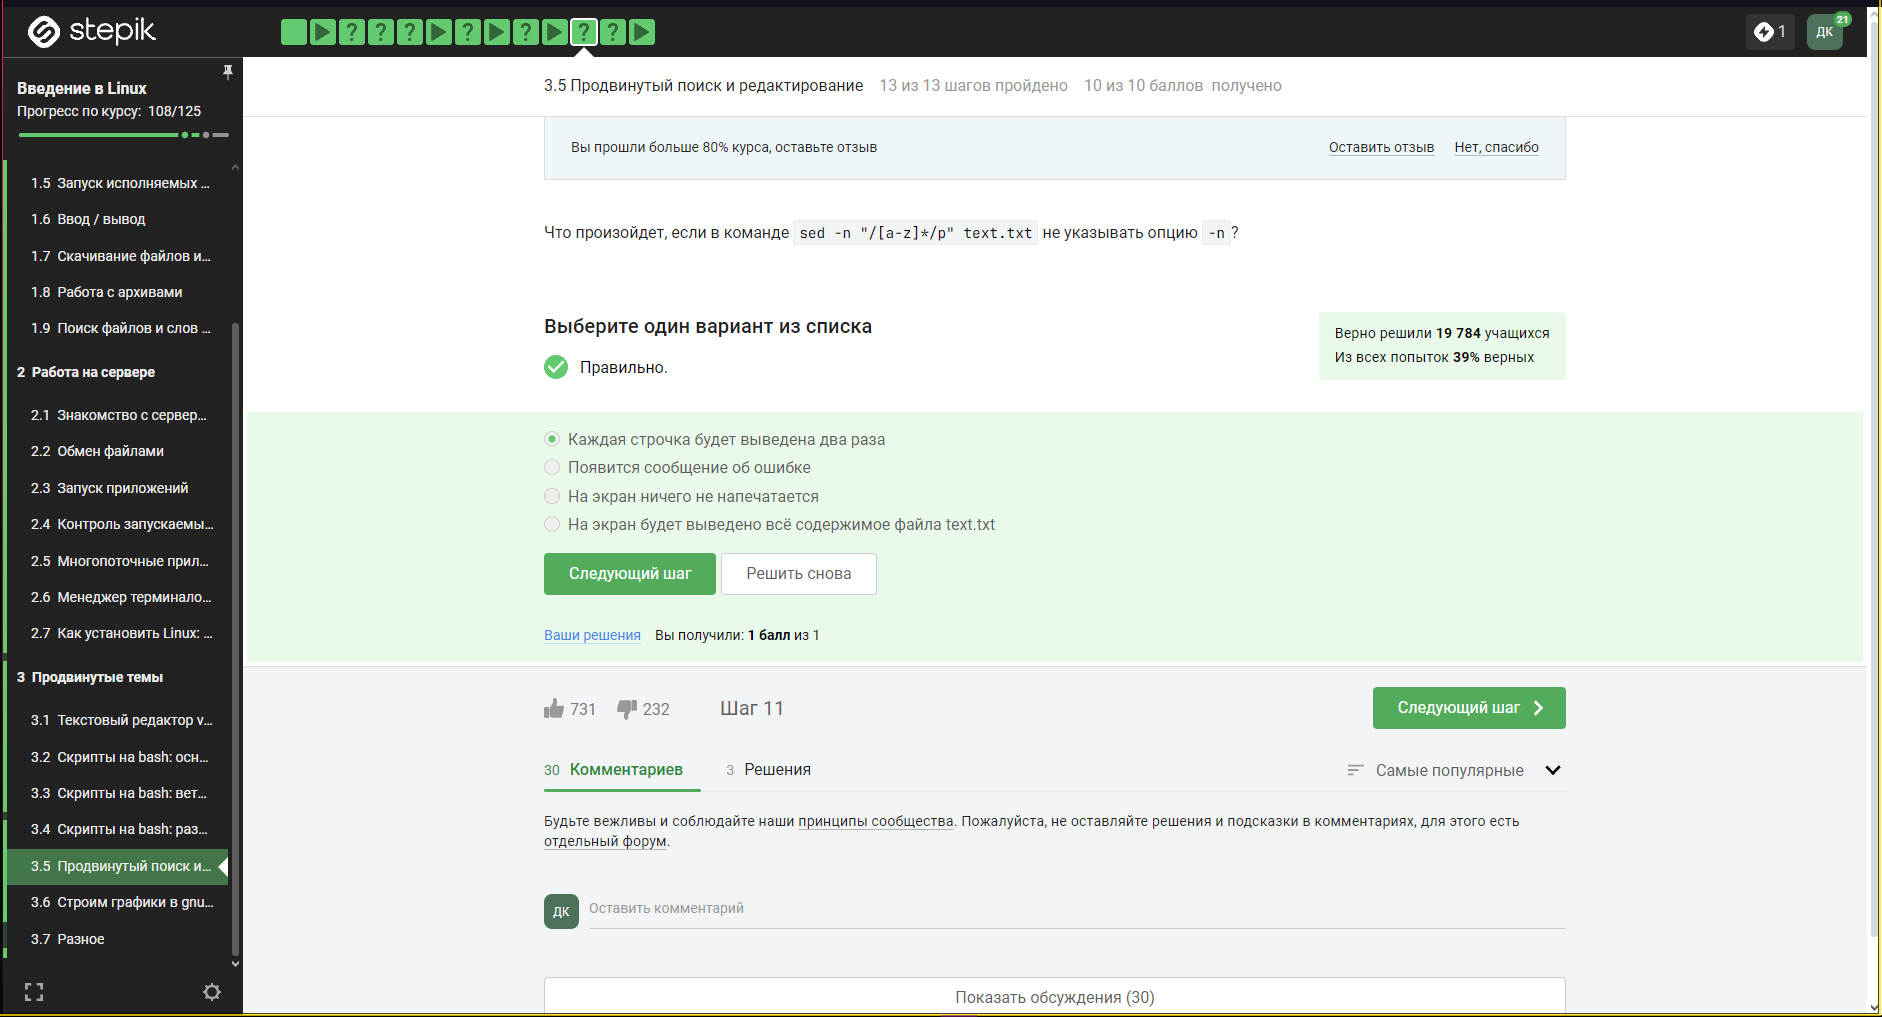 stepik
? ? ? ? ? ? ?
1
ДК
21
Введение в Linux
Прогресс по курсу: 108/125
1.5 Запуск исполняемых ...
1.6 Ввод / вывод
1.7 Скачивание файлов и...
1.8 Работа с архивами
1.9 Поиск файлов и слов ...
2 Работа на сервере
2.1 Знакомство с сервер...
2.2 Обмен файлами
2.3 Запуск приложений
2.4 Контроль запускаемы...
2.5 Многопоточные прил...
2.6 Менеджер терминало...
2.7 Как установить Linux: ...
3 Продвинутые темы
3.1 Текстовый редактор v...
3.2 Скрипты на bash: осн...
3.3 Скрипты на bash: вет...
3.4 Скрипты на bash: раз...
3.5 Продвинутый поиск и...
3.6 Строим графики в gnu...
3.7 Разное
3.5 Продвинутый поиск и редактирование 13 из 13 шагов пройдено 10 из 10 баллов получено
Вы прошли больше 80% курса, оставьте отзыв Оставить отзыв Нет, спасибо
Что произойдет, если в команде sed -n "/[a-z]*/p" text.txt не указывать опцию -n ?
Выберите один вариант из списка
Правильно.
Верно решили 19 784 учащихся
Из всех попыток 39% верных
Каждая строчка будет выведена два раза
Появится сообщение об ошибке
На экран ничего не напечатается
На экран будет выведено всё содержимое файла text.txt
Следующий шаг Решить снова
Ваши решения Вы получили: 1 балл из 1
731 232 Шаг 11 Следующий шаг
30 Комментариев 3 Решения Самые популярные
Будьте вежливы и соблюдайте наши принципы сообщества. Пожалуйста, не оставляйте решения и подсказки в комментариях, для этого есть
отдельный форум.
ДК Оставить комментарий
Показать обсуждения (30)